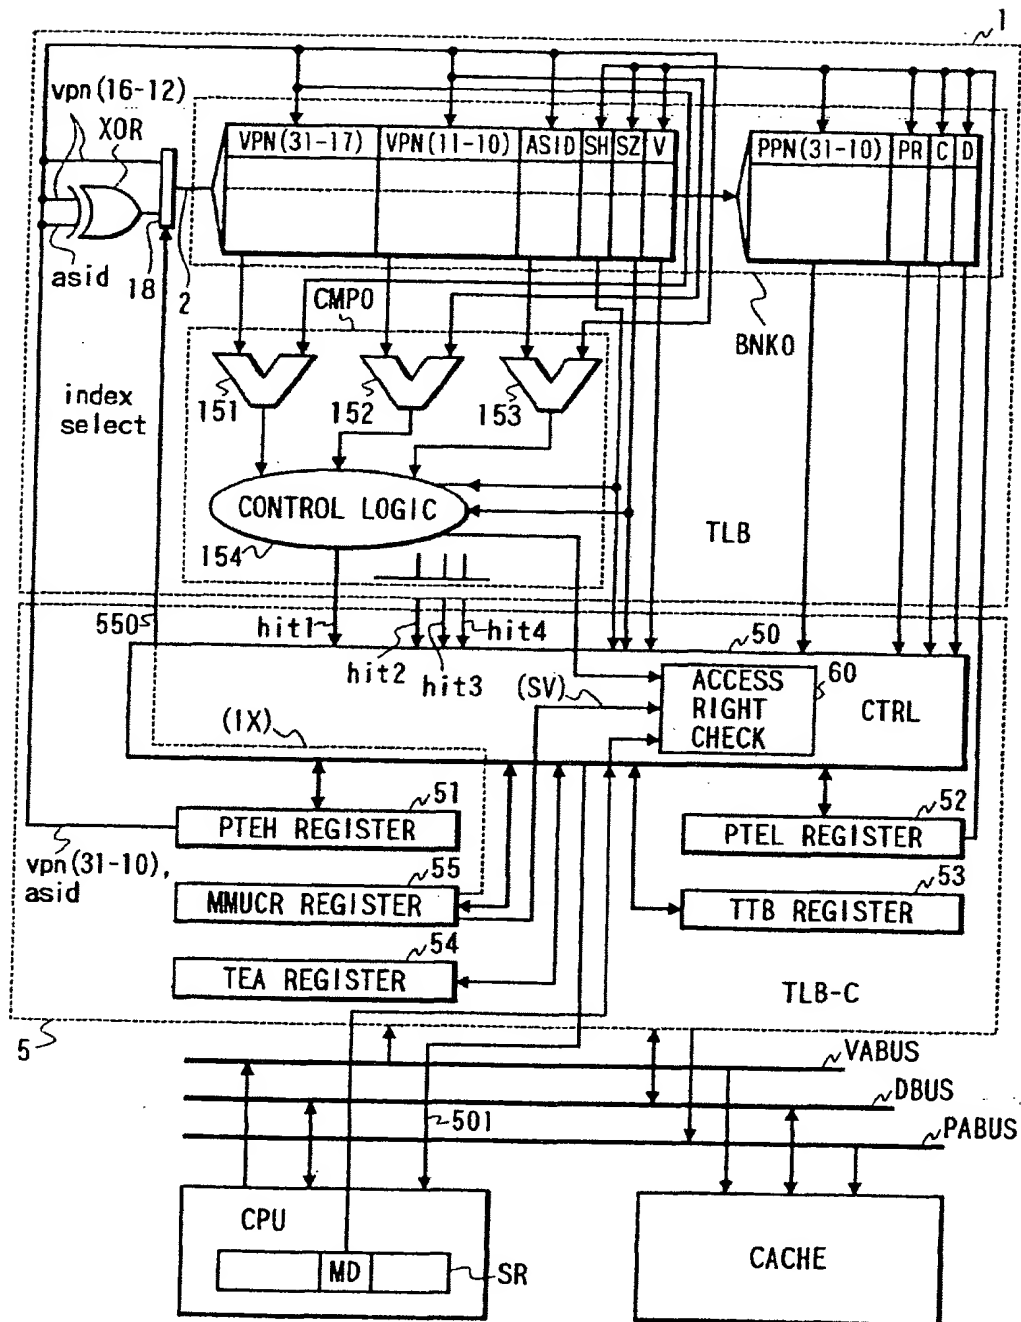 1
vpn(16-12)
XOR
VPN(31-17) VPN(11-10) ASID SH SZ V
PPN(31-10) PR C D
asid
18
2
CMP0
BNK0
151
152
153
index
select
CONTROL LOGIC
154
TLB
550
hit1
hit2
hit3
hit4
50
(SV)
ACCESS
RIGHT
CHECK
60
CTRL
(IX)
51
PTEH REGISTER
52
PTEL REGISTER
vpn(31-10),
asid
55
MMUCR REGISTER
53
TTB REGISTER
54
TEA REGISTER
TLB-C
5
VABUS
DBUS
501
PABUS
CPU
MD
SR
CACHE